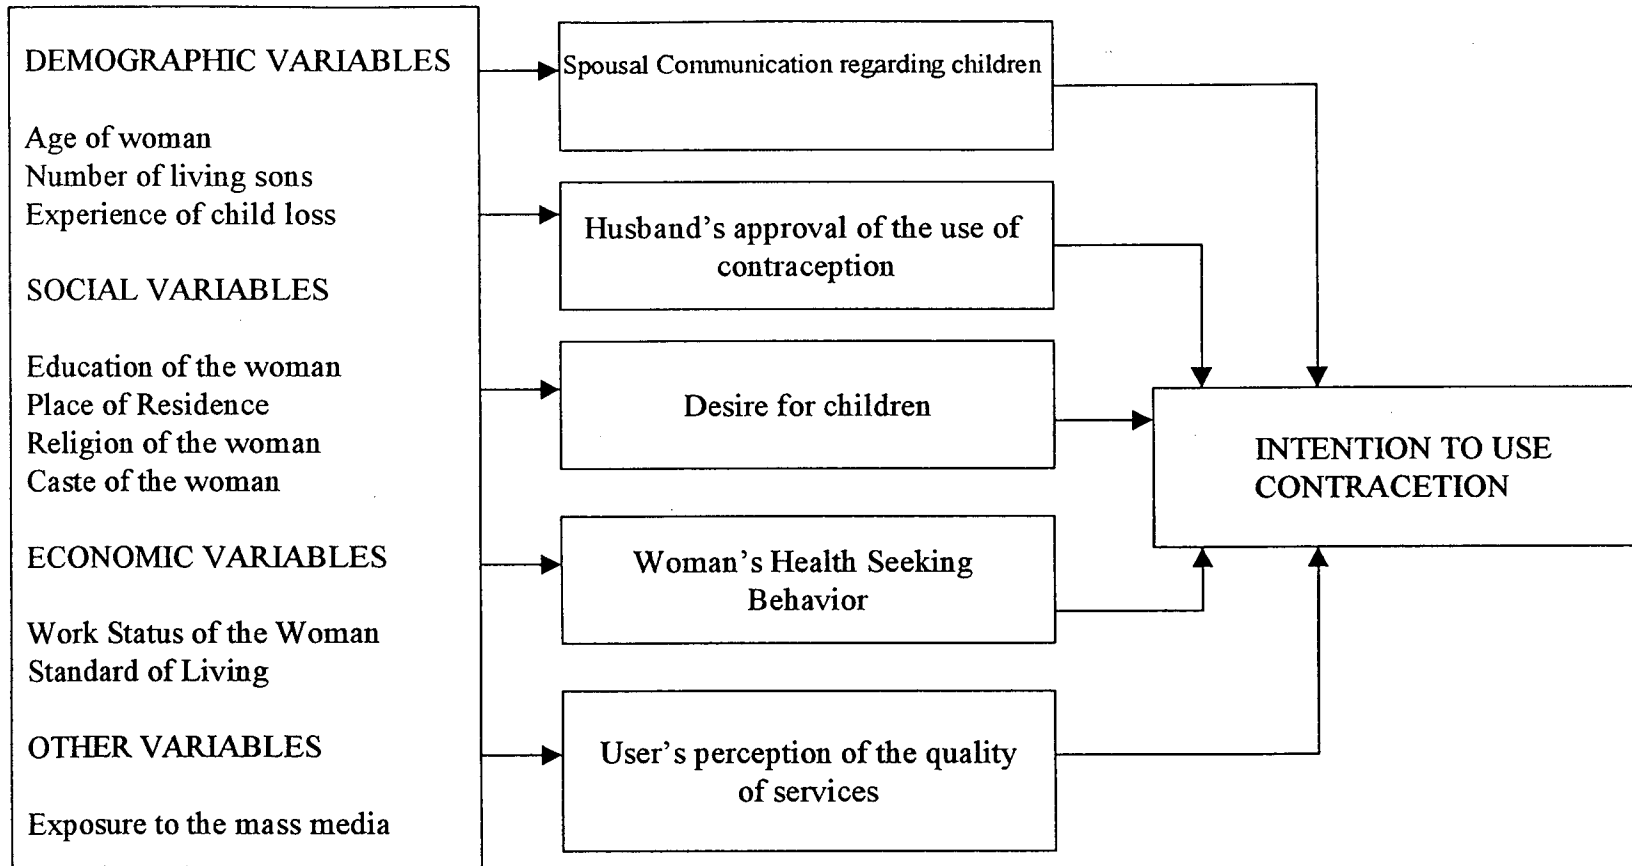 DEMOGRAPHIC VARIABLES
Age of woman
Number of living sons
Experience of child loss
SOCIAL VARIABLES
Education of the woman
Place of Residence
Religion of the woman
Caste of the woman
ECONOMIC VARIABLES
Work Status of the Woman
Standard of Living
OTHER VARIABLES
Exposure to the mass media
Spousal Communication regarding children
Husband's approval of the use of
contraception
Desire for children
Woman's Health Seeking
Behavior
User's perception of the quality
of services
INTENTION TO USE
CONTRACETION